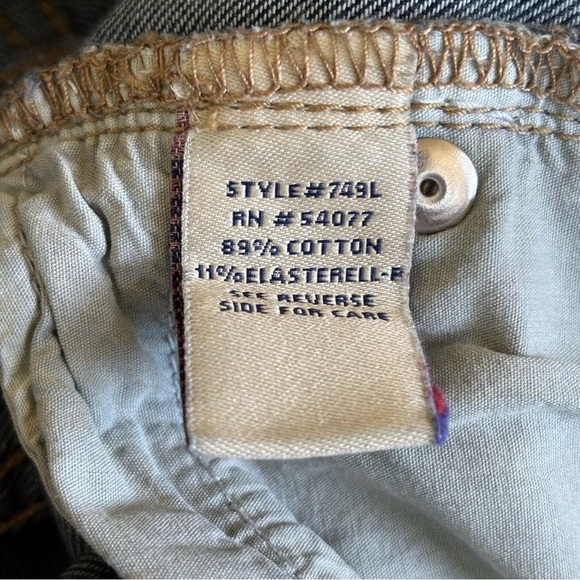 STYLE#749L
RN # 54077
89% COTTON
11%ELASTERELL-P
SEE REVERSE
SIDE FOR CARE